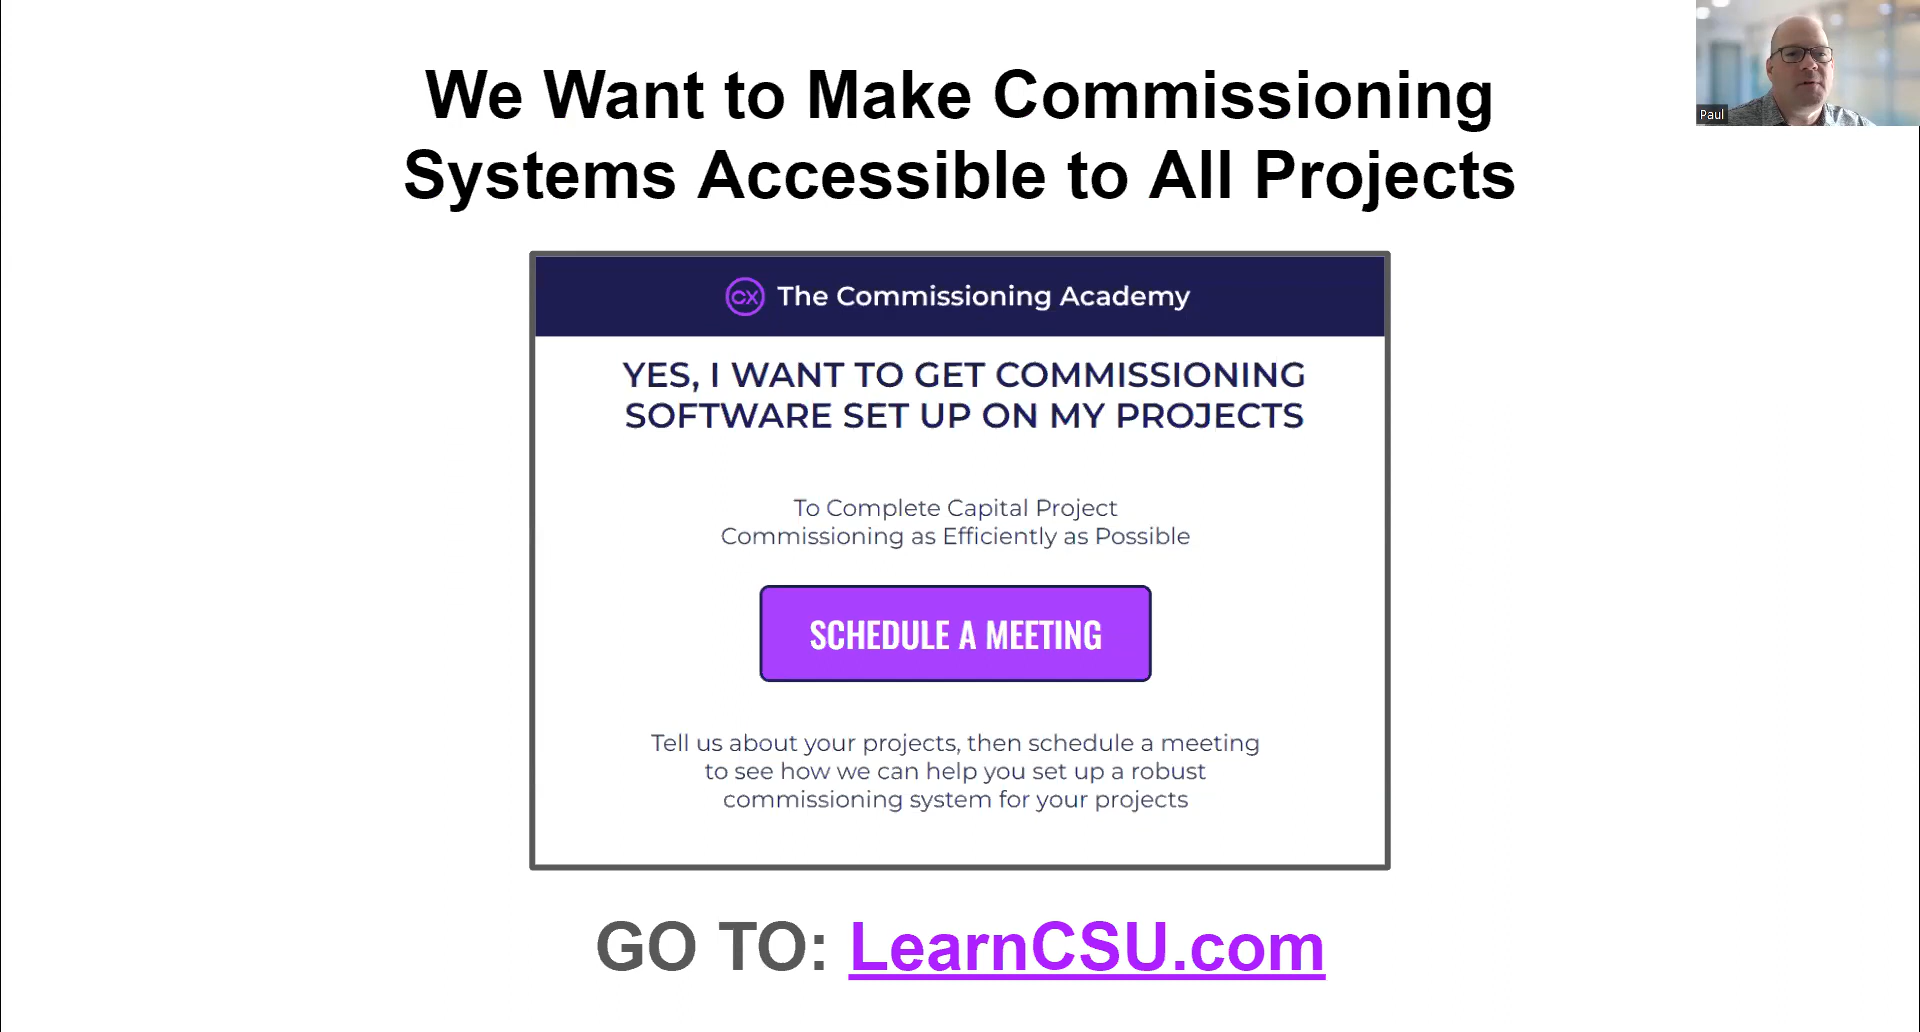 We Want to Make Commissioning
Systems Accessible to All Projects
Paul
CX The Commissioning Academy
YES, I WANT TO GET COMMISSIONING
SOFTWARE SET UP ON MY PROJECTS
To Complete Capital Project
Commissioning as Efficiently as Possible
SCHEDULE A MEETING
Tell us about your projects, then schedule a meeting
to see how we can help you set up a robust
commissioning system for your projects
GO TO: LearnCSU.com